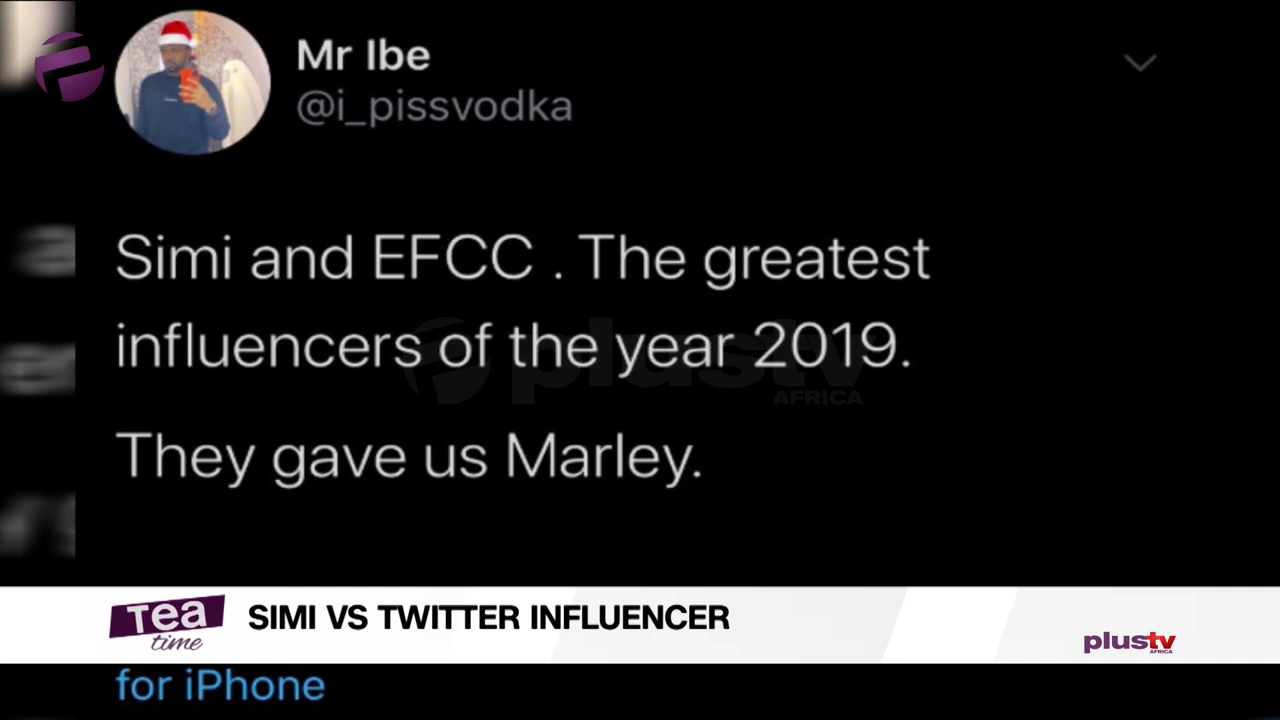 Mr Ibe
@i_pissvodka
Simi and EFCC . The greatest
influencers of the year 2019.
plustv
AFRICA
They gave us Marley.
Tea
time
SIMI VS TWITTER INFLUENCER
plustv
AFRICA
for iPhone